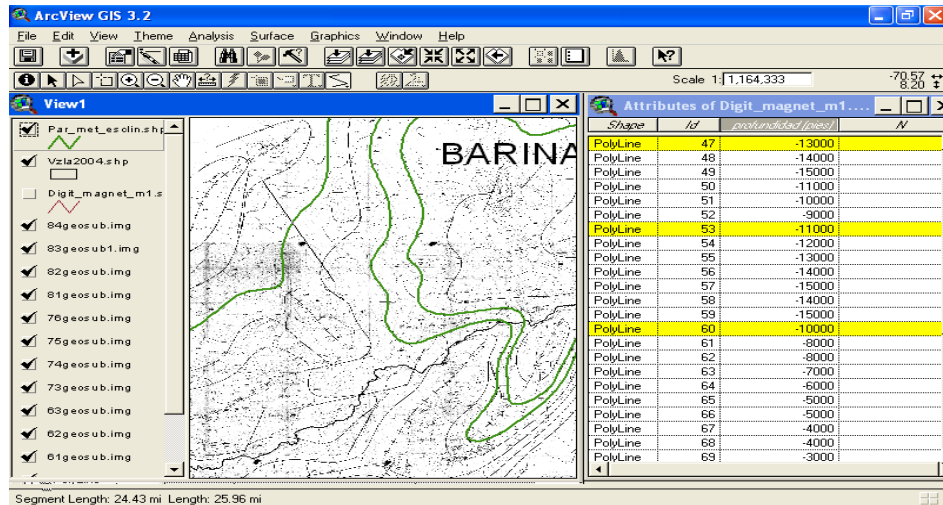 ArcView GIS 3.2
File Edit View Theme Analysis Surface Graphics Window Help
Scale 1: 1,164,333 -70.57
8.20
View1
Par_met_esolin.shp
Vzla2004.shp
Digit_magnet_m1.s
84geosub.img
83geosub1.img
82geosub.img
81geosub.img
76geosub.img
75geosub.img
74geosub.img
73geosub.img
63geosub.img
62geosub.img
61geosub.img
BARINA
Attributes of Digit_magnet_m1....
Shape Id profundidad (pies) N
PolyLine 47 -13000
PolyLine 48 -14000
PolyLine 49 -15000
PolyLine 50 -11000
PolyLine 51 -10000
PolyLine 52 -9000
PolyLine 53 -11000
PolyLine 54 -12000
PolyLine 55 -13000
PolyLine 56 -14000
PolyLine 57 -15000
PolyLine 58 -14000
PolyLine 59 -15000
PolyLine 60 -10000
PolyLine 61 -8000
PolyLine 62 -8000
PolyLine 63 -7000
PolyLine 64 -6000
PolyLine 65 -5000
PolyLine 66 -5000
PolyLine 67 -4000
PolyLine 68 -4000
PolyLine 69 -3000
Segment Length: 24.43 mi Length: 25.96 mi